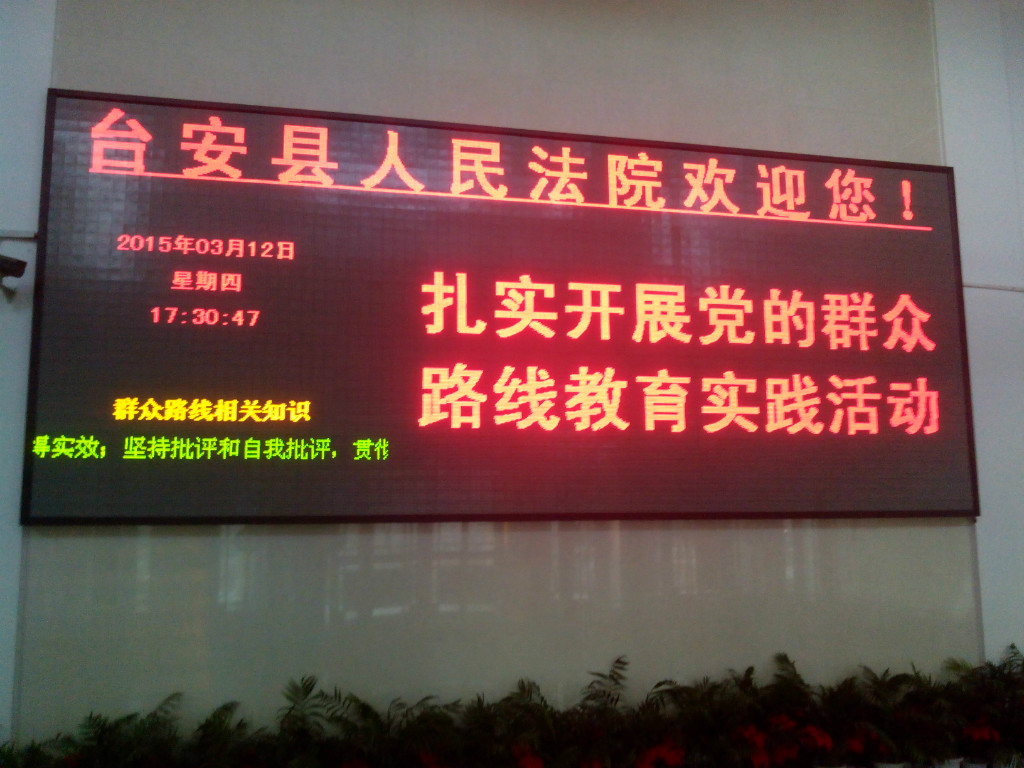 台安县人民法院欢迎您！
2015年03月12日
星期四
17:30:47
扎实开展党的群众
路线教育实践活动
群众路线相关知识
实效；坚持批评和自我批评，贯